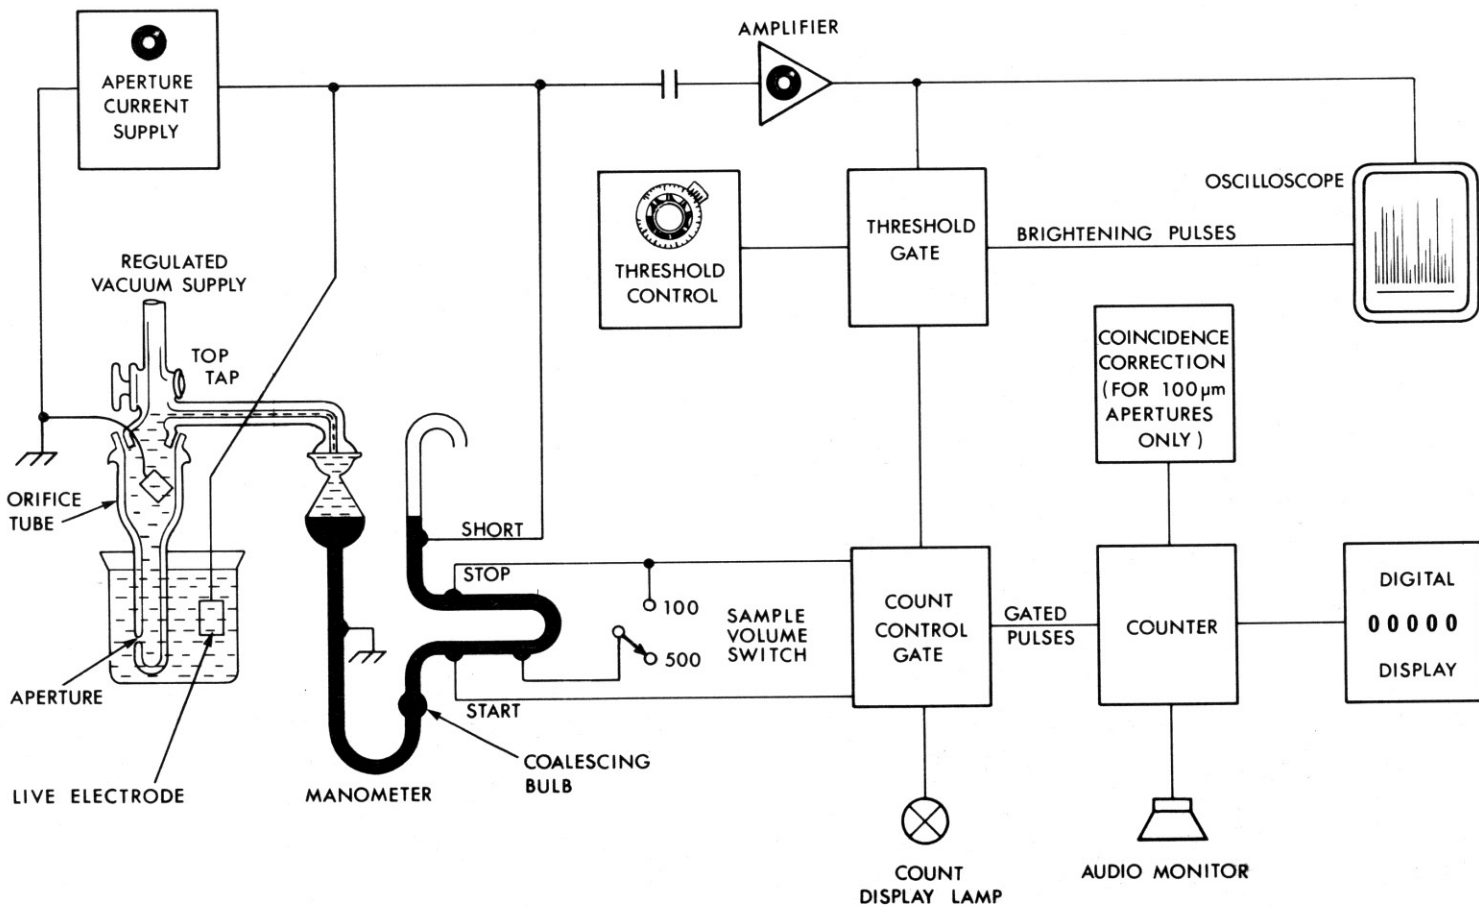 AMPLIFIER
APERTURE
CURRENT
SUPPLY
OSCILLOSCOPE
THRESHOLD
CONTROL
THRESHOLD
GATE
BRIGHTENING PULSES
REGULATED
VACUUM SUPPLY
TOP
TAP
COINCIDENCE
CORRECTION
(FOR 100µm
APERTURES
ONLY)
ORIFICE
TUBE
SHORT
STOP
100
500
SAMPLE
VOLUME
SWITCH
START
COUNT
CONTROL
GATE
GATED
PULSES
COUNTER
DIGITAL
00000
DISPLAY
APERTURE
LIVE ELECTRODE
MANOMETER
COALESCING
BULB
COUNT
DISPLAY LAMP
AUDIO MONITOR